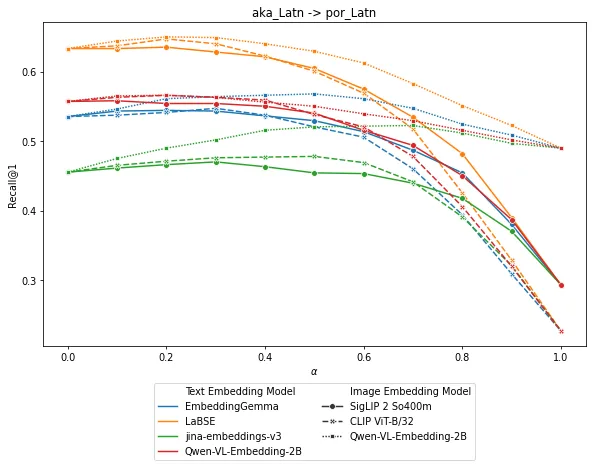 aka_Latn -> por_Latn
Recall@1
0.6
0.5
0.4
0.3
0.0
0.2
0.4
0.6
0.8
1.0
α
Text Embedding Model
EmbeddingGemma
LaBSE
jina-embeddings-v3
Qwen-VL-Embedding-2B
Image Embedding Model
SigLIP 2 So400m
CLIP ViT-B/32
Qwen-VL-Embedding-2B